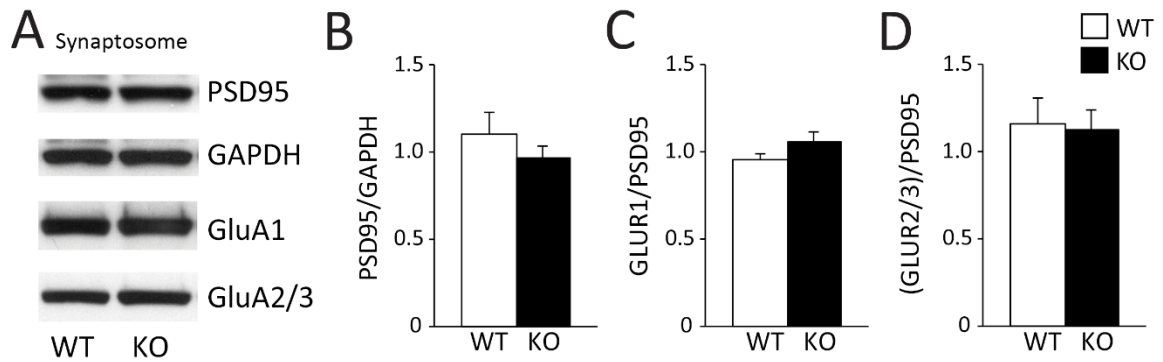 A Synaptosome
PSD95
GAPDH
GluA1
GluA2/3
WT KO
B
PSD95/GAPDH
1.5
1.0
0.5
0
WT KO
C
GLUR1/PSD95
1.5
1.0
0.5
0
WT KO
D
(GLUR2/3)/PSD95
1.5
1.0
0.5
0
WT KO
WT
KO